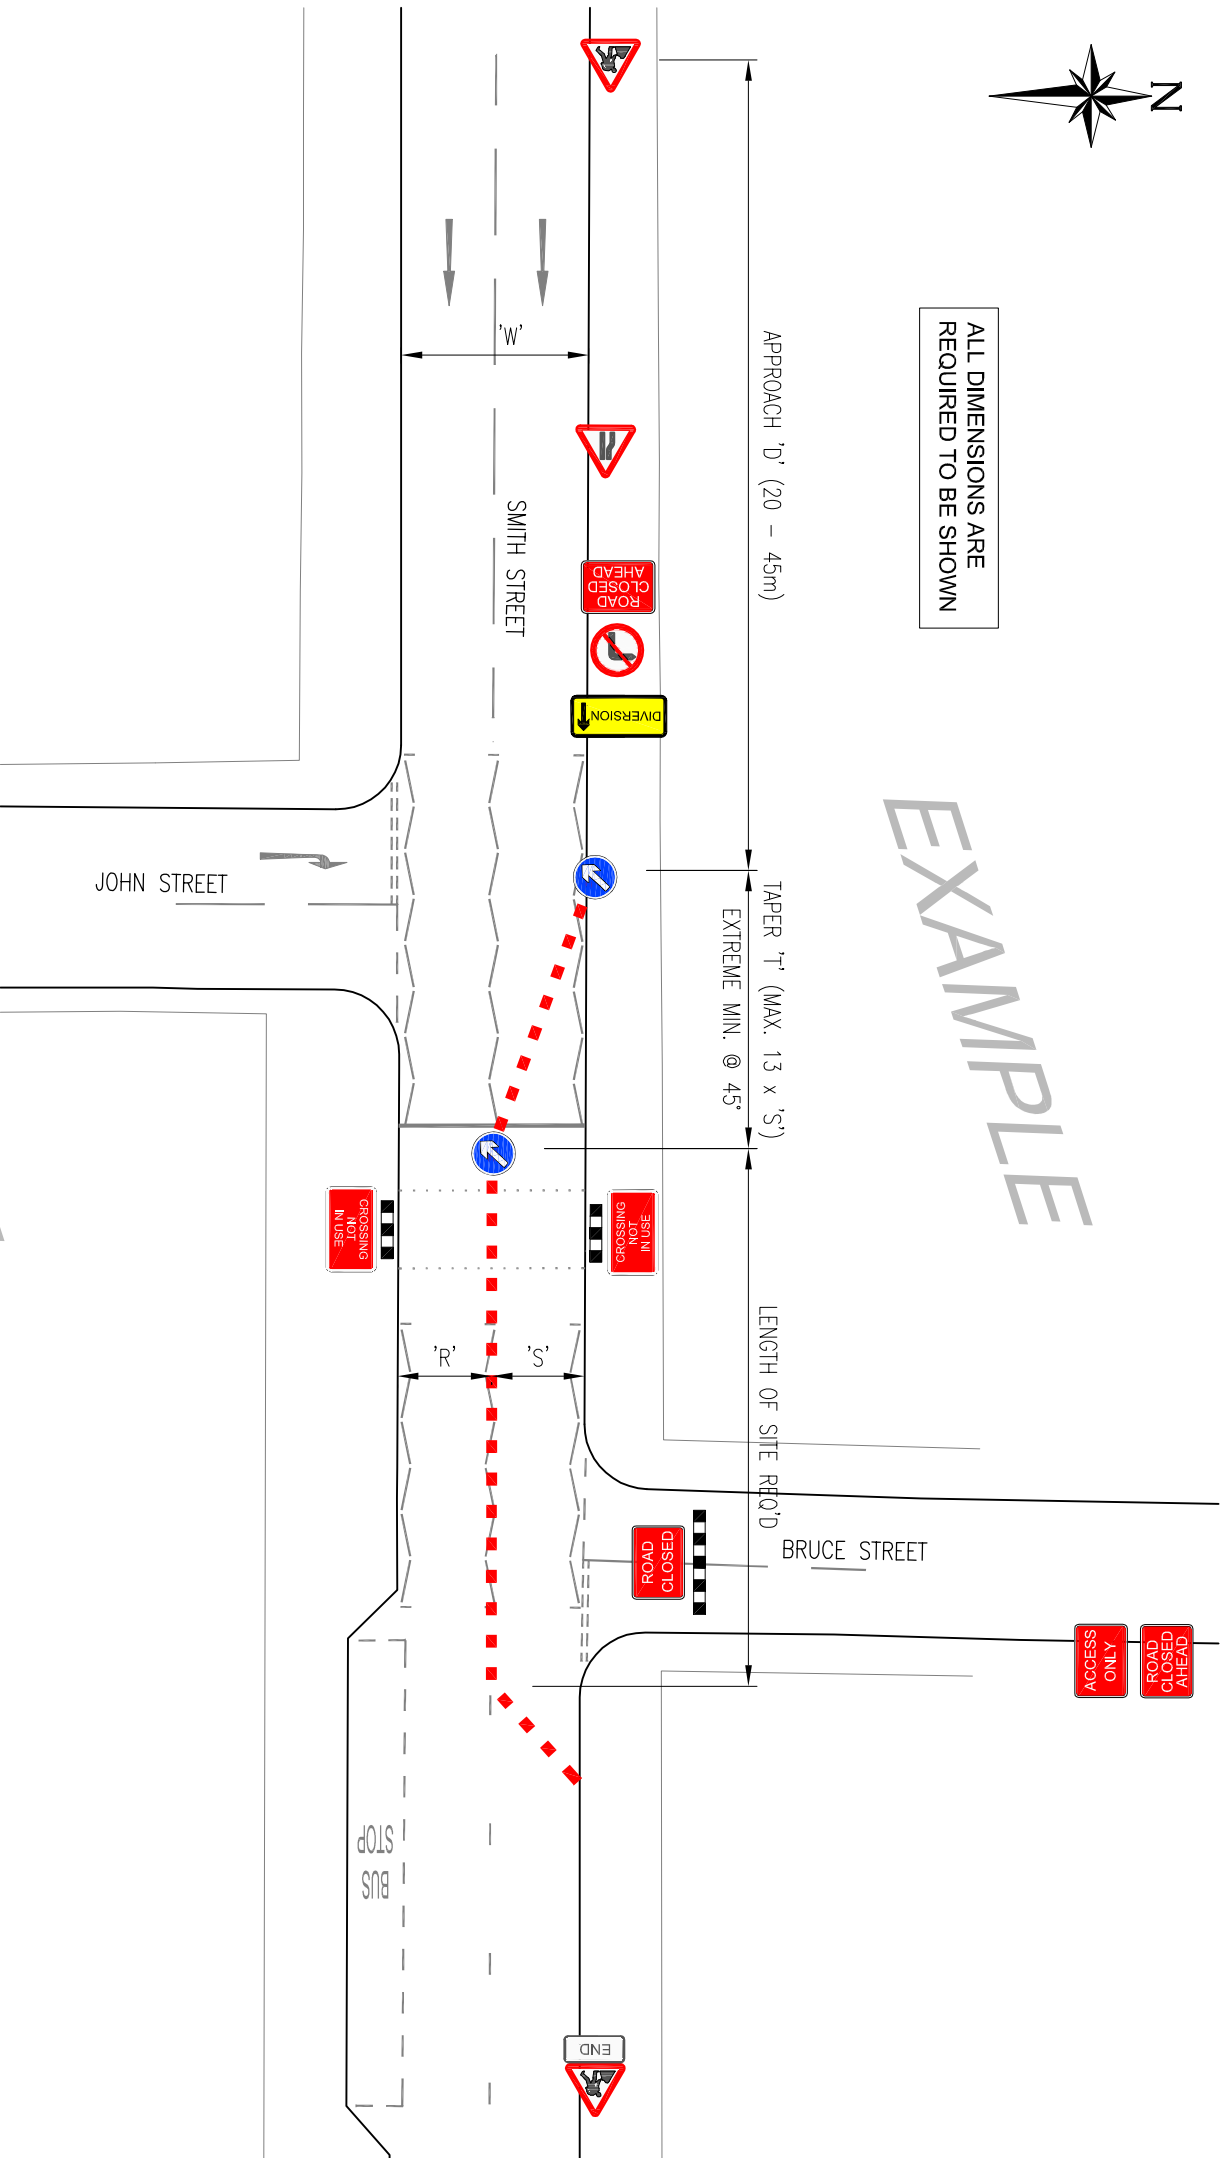 N
ALL DIMENSIONS ARE
REQUIRED TO BE SHOWN
EXAMPLE
APPROACH 'D' (20 - 45m)
'W'
SMITH STREET
ROAD
CLOSED
AHEAD
DIVERSION
JOHN STREET
TAPER 'T' (MAX. 13 x 'S')
EXTREME MIN. @ 45°
CROSSING
NOT
IN USE
CROSSING
NOT
IN USE
'R'
'S'
LENGTH OF SITE REQ'D
ROAD
CLOSED
BRUCE STREET
ACCESS
ONLY
ROAD
CLOSED
AHEAD
BUS
STOP
END